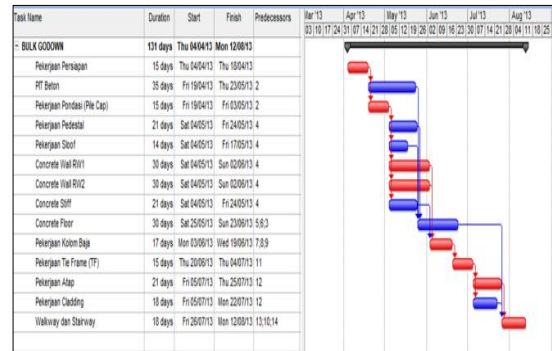 Task Name Duration Start Finish Predecessors Mar '13 Apr '13 May '13 Jun '13 Jul '13 Aug '13
03 10 17 24 31 07 14 21 28 05 12 19 26 02 09 16 23 30 07 14 21 28 04 11 18 25
BULK GODOWN 131 days Thu 04/04/13 Mon 12/08/13
Pekerjaan Persiapan 15 days Thu 04/04/13 Thu 18/04/13
PIT Beton 35 days Fri 19/04/13 Thu 23/05/13 2
Pekerjaan Pondasi (Pile Cap) 15 days Fri 19/04/13 Fri 03/05/13 2
Pekerjaan Pedestal 21 days Sat 04/05/13 Fri 24/05/13 4
Pekerjaan Sloof 14 days Sat 04/05/13 Fri 17/05/13 4
Concrete Wall RW1 30 days Sat 04/05/13 Sun 02/06/13 4
Concrete Wall RW2 30 days Sat 04/05/13 Sun 02/06/13 4
Concrete Stiff 21 days Sat 04/05/13 Fri 24/05/13 4
Concrete Floor 30 days Sat 25/05/13 Sun 23/06/13 5;6;3
Pekerjaan Kolom Baja 17 days Mon 03/06/13 Wed 19/06/13 7;8;9
Pekerjaan Tie Frame (TF) 15 days Thu 20/06/13 Thu 04/07/13 11
Pekerjaan Atap 21 days Fri 05/07/13 Thu 25/07/13 12
Pekerjaan Cladding 18 days Fri 05/07/13 Mon 22/07/13 12
Walkway dan Stairway 18 days Fri 26/07/13 Mon 12/08/13 13;10;14